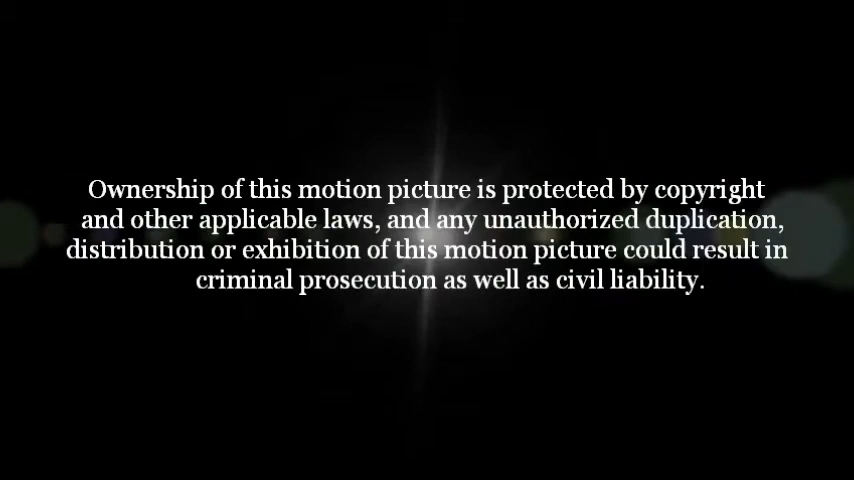 Ownership of this motion picture is protected by copyright
and other applicable laws, and any unauthorized duplication,
distribution or exhibition of this motion picture could result in
criminal prosecution as well as civil liability.